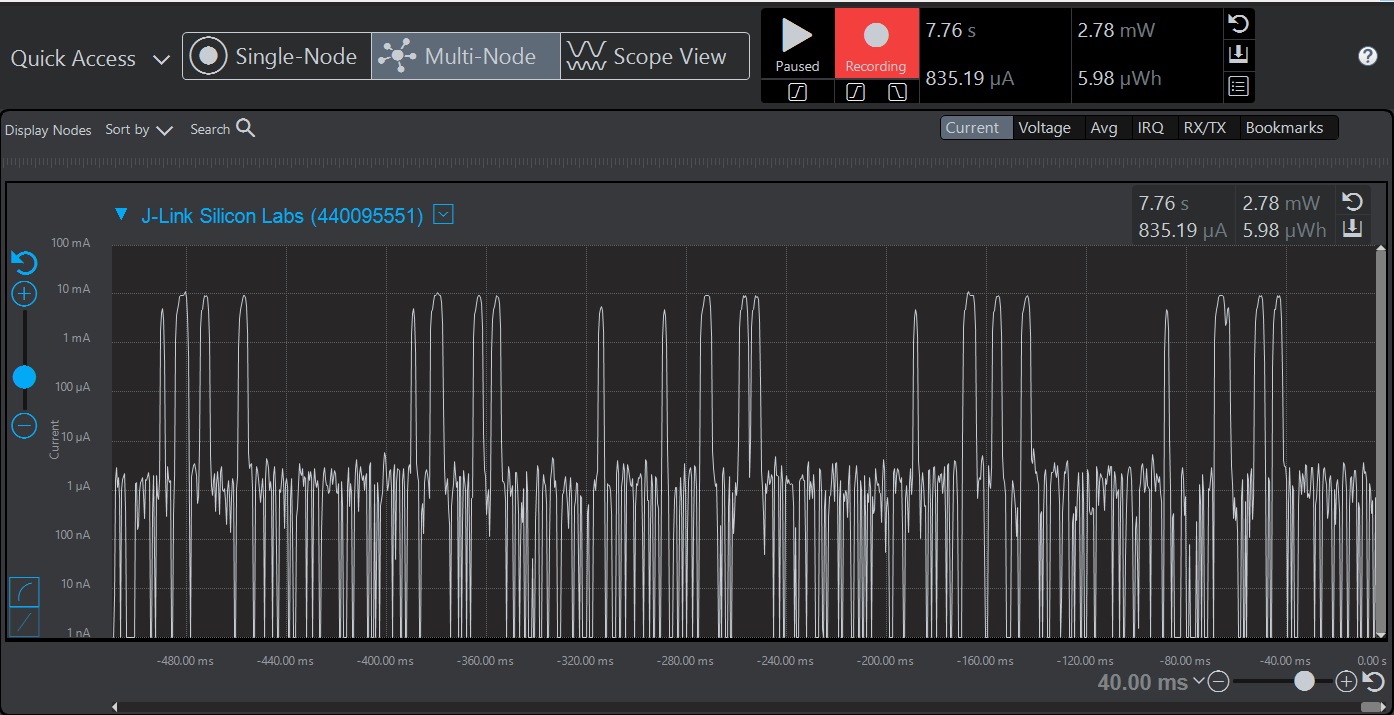 Quick Access
Single-Node
Multi-Node
Scope View
Paused
Recording
7.76 s
835.19 µA
2.78 mW
5.98 µWh
?
Display Nodes
Sort by
Search
Current
Voltage
Avg
IRQ
RX/TX
Bookmarks
J-Link Silicon Labs (440095551)
7.76 s
835.19 µA
2.78 mW
5.98 µWh
100 mA
10 mA
1 mA
100 µA
10 µA
1 µA
100 nA
10 nA
1 nA
Current
-480.00 ms
-440.00 ms
-400.00 ms
-360.00 ms
-320.00 ms
-280.00 ms
-240.00 ms
-200.00 ms
-160.00 ms
-120.00 ms
-80.00 ms
-40.00 ms
0.00 s
40.00 ms